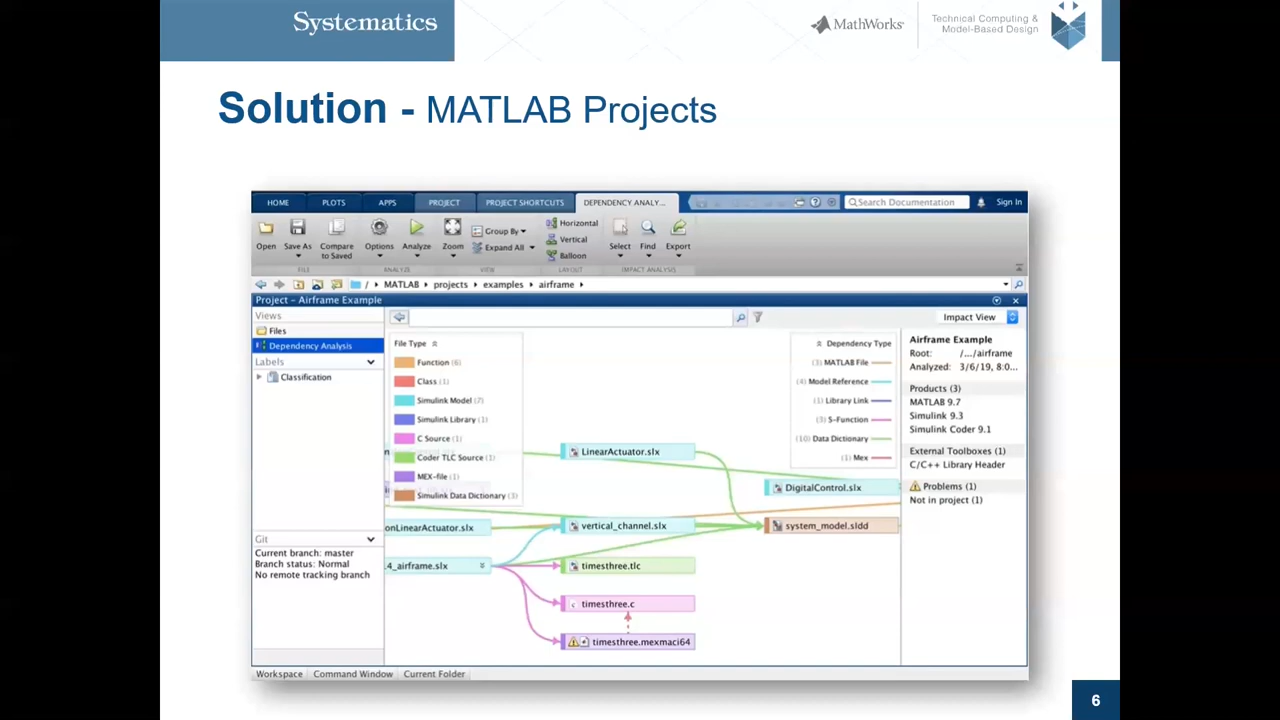 Systematics
MathWorks®
Technical Computing &
Model-Based Design
Solution - MATLAB Projects
HOME PLOTS APPS PROJECT PROJECT SHORTCUTS DEPENDENCY ANALY... Search Documentation Sign In
Open Save As Compare to Saved Options Analyze Zoom Group By Expand All Horizontal Vertical Balloon Select Find Export
FILE ANALYZE VIEW LAYOUT IMPACT ANALYSIS
/ MATLAB projects examples airframe
Project - Airframe Example
Views
Files
Dependency Analysis
Labels
Classification
Git
Current branch: master
Branch status: Normal
No remote tracking branch
Impact View
File Type
Function (6)
Class (1)
Simulink Model (7)
Simulink Library (1)
C Source (1)
Coder TLC Source (1)
MEX-file (1)
Simulink Data Dictionary (3)
Dependency Type
(3) MATLAB File
(4) Model Reference
(1) Library Link
(3) S-Function
(10) Data Dictionary
(1) Mex
LinearActuator.slx
DigitalControl.slx
onLinearActuator.slx
vertical_channel.slx
system_model.sldd
.4_airframe.slx
timesthree.tlc
timesthree.c
timesthree.mexmaci64
Airframe Example
Root: /.../airframe
Analyzed: 3/6/19, 8:0...
Products (3)
MATLAB 9.7
Simulink 9.3
Simulink Coder 9.1
External Toolboxes (1)
C/C++ Library Header
Problems (1)
Not in project (1)
Workspace Command Window Current Folder
6